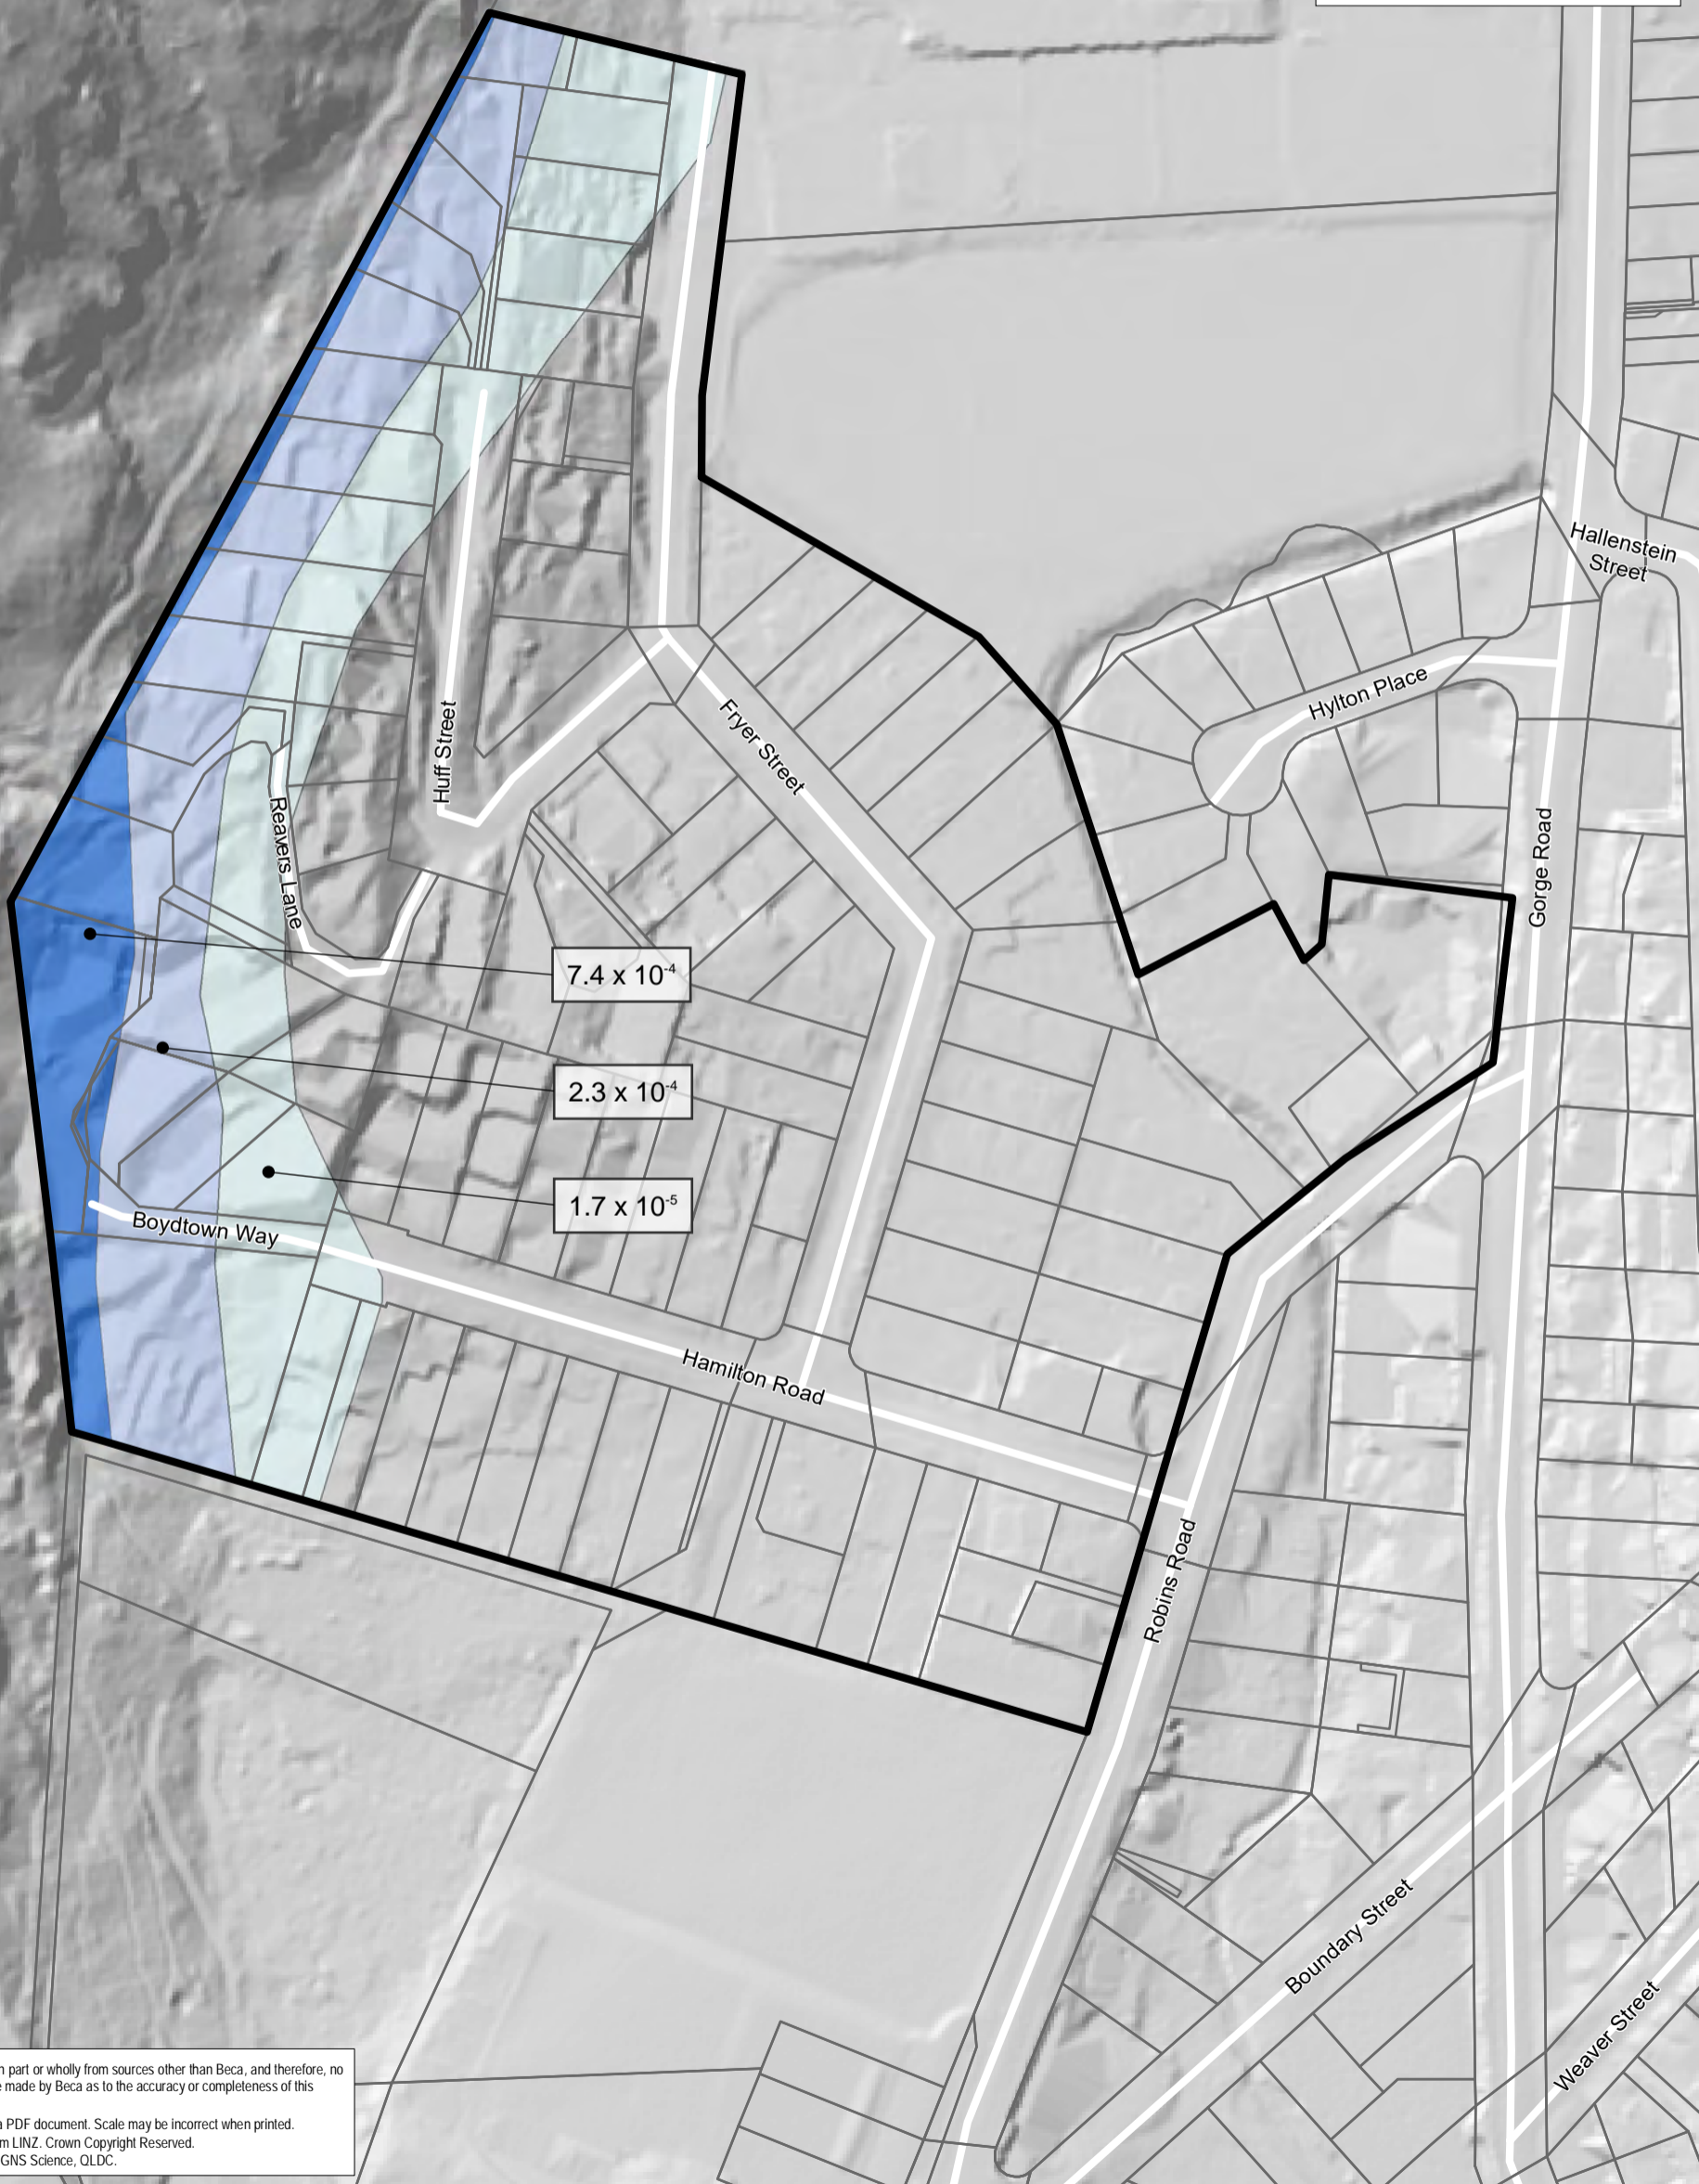 Hallenstein
Street
Hylton Place
Fryer Street
Huff Street
Reavers Lane
Gorge Road
7.4 x 10⁻⁴
2.3 x 10⁻⁴
1.7 x 10⁻⁵
Boydtown Way
Hamilton Road
Robins Road
Boundary Street
Weaver Street
part or wholly from sources other than Beca, and therefore, no
made by Beca as to the accuracy or completeness of this
a PDF document. Scale may be incorrect when printed.
LINZ. Crown Copyright Reserved.
GNS Science, QLDC.